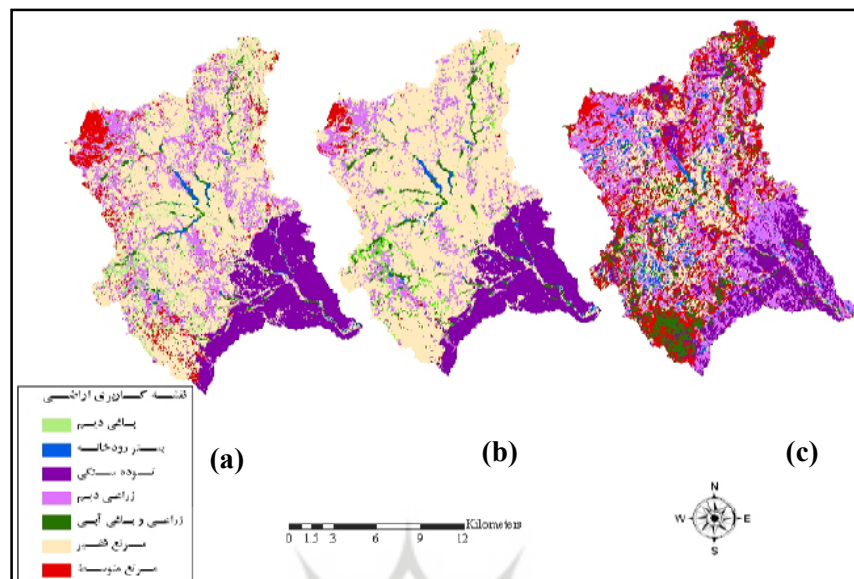 (a)
(b)
(c)
نقشه کاربری اراضی
باغی دیم
بستر رودخانه
توده سنگی
زراعی دیم
زراعی و باغی آبی
مرتع فقیر
مرتع متوسط
Kilometers
0 1.5 3 6 9 12
N
W E
S